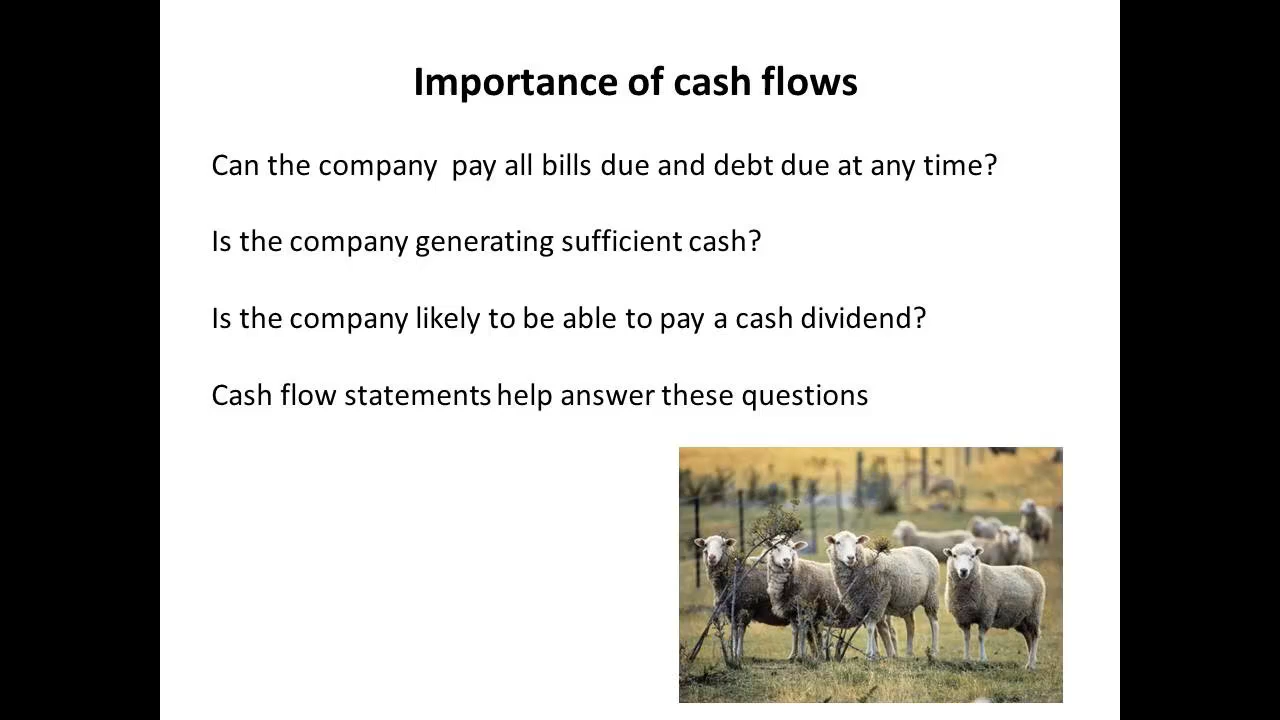 Importance of cash flows
Can the company  pay all bills due and debt due at any time?
Is the company generating sufficient cash?
Is the company likely to be able to pay a cash dividend?
Cash flow statements help answer these questions